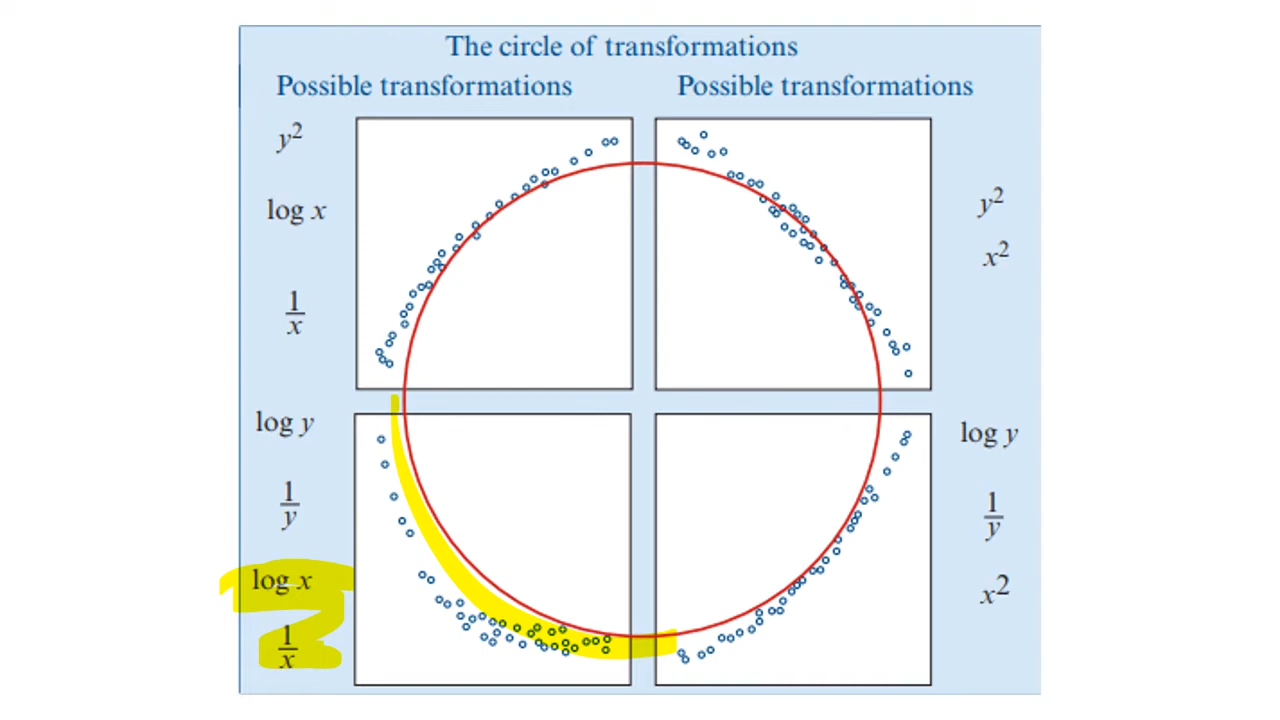 The circle of transformations
Possible transformations
Possible transformations
y²
log x
1/x
y²
x²
log y
1/y
log x
1/x
log y
1/y
x²